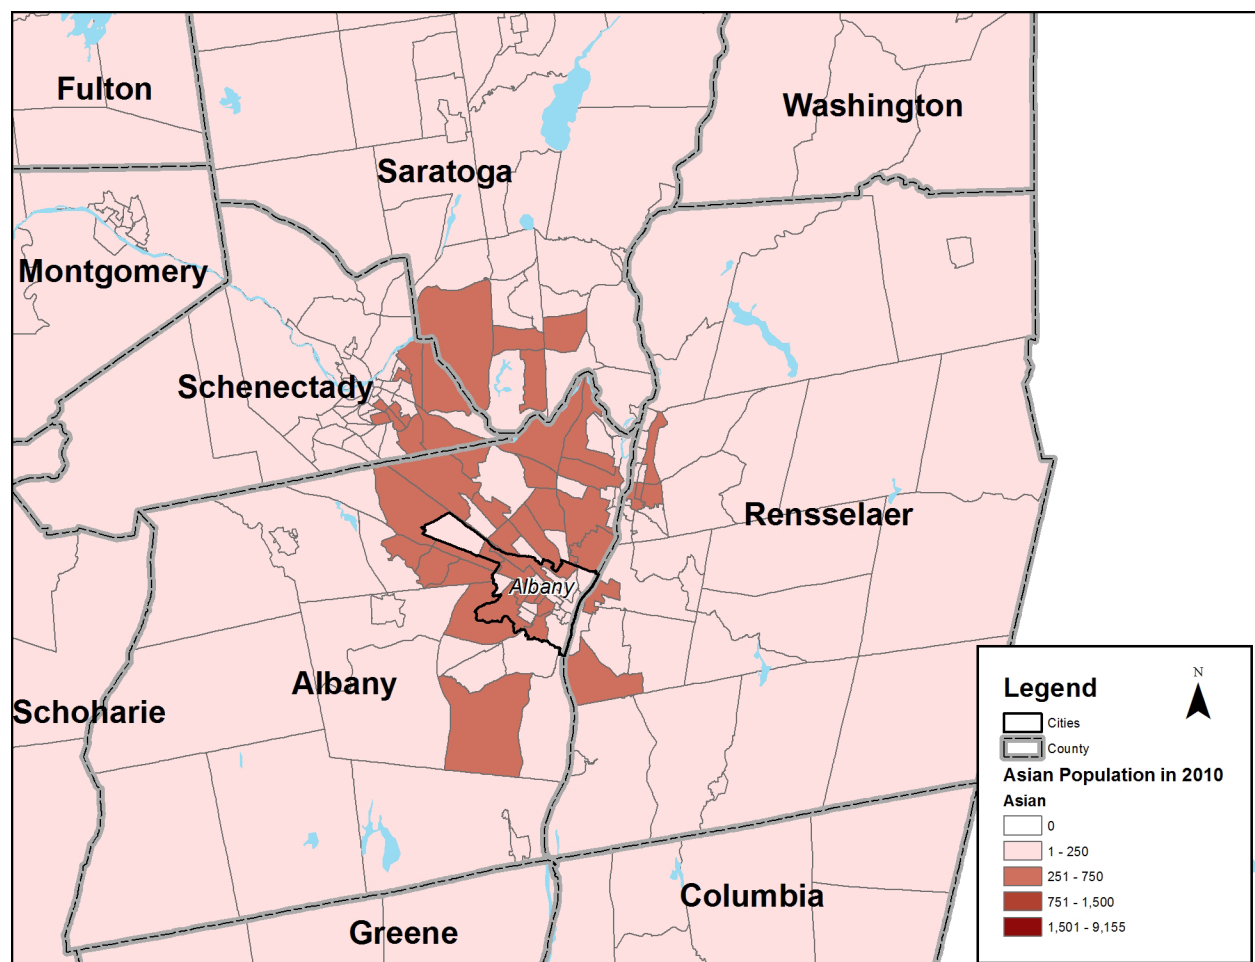 Fulton
Washington
Saratoga
Montgomery
Schenectady
Rensselaer
Albany
Albany
Schoharie
Columbia
Greene
N
Legend
Cities
County
Asian Population in 2010
Asian
0
1 - 250
251 - 750
751 - 1,500
1,501 - 9,155